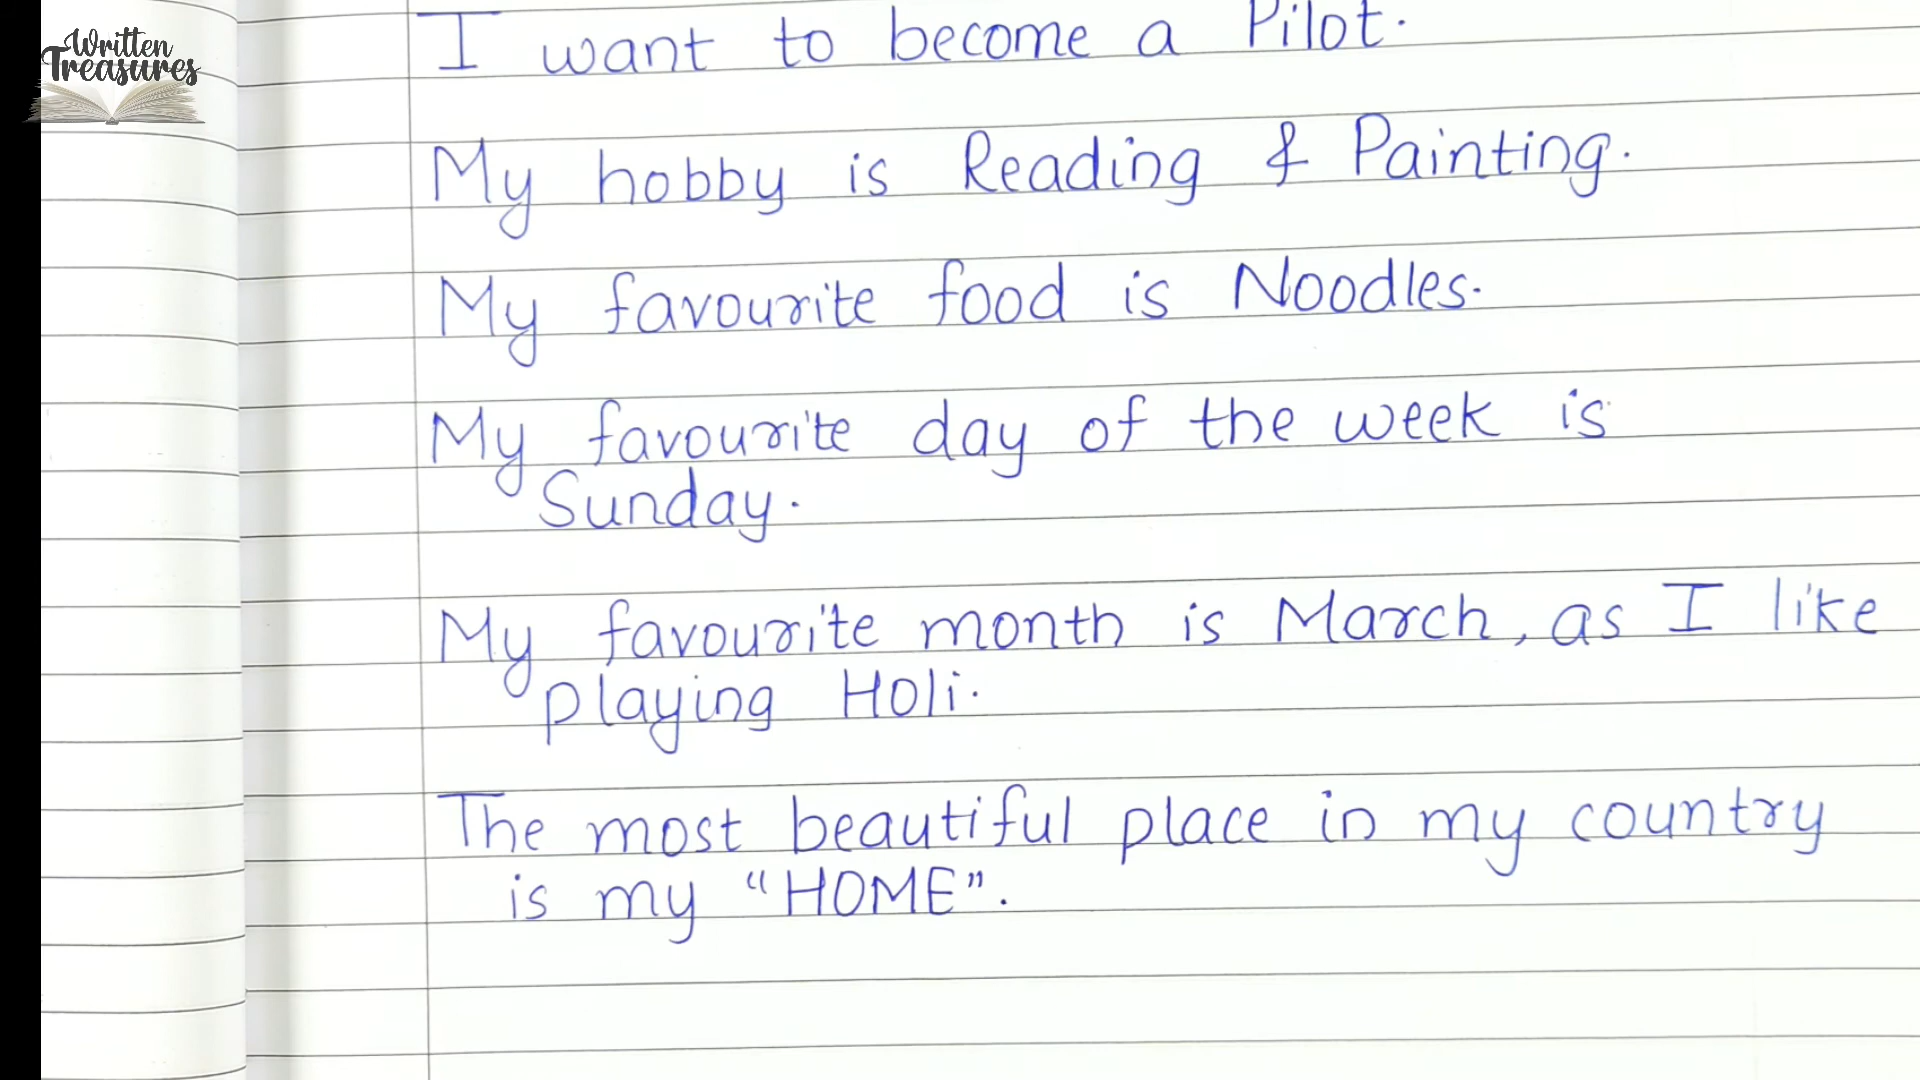 Written
Treasures
I want to become a Pilot.
My hobby is Reading & Painting.
My favourite food is Noodles.
My favourite day of the week is
Sunday.
My favourite month is March, as I like
playing Holi.
The most beautiful place in my country
is my "HOME".